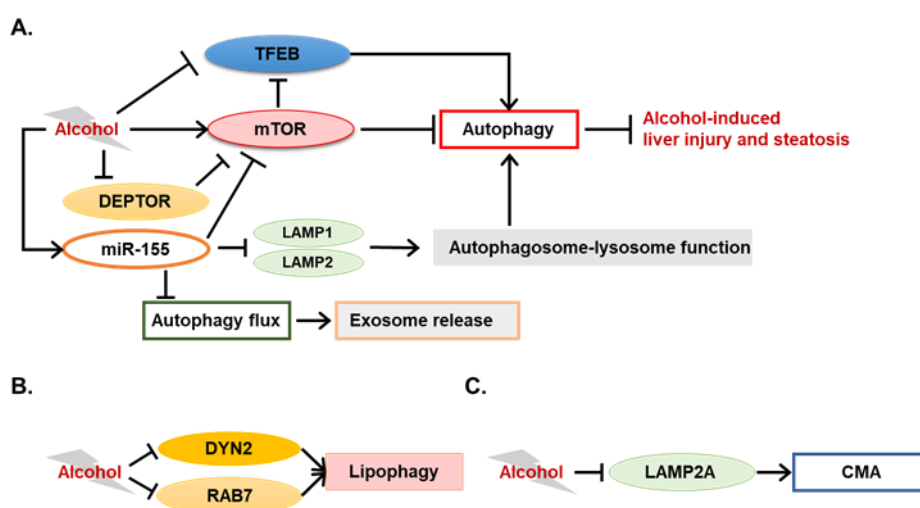 A.
TFEB
Alcohol
mTOR
Autophagy
Alcohol-induced
liver injury and steatosis
DEPTOR
miR-155
LAMP1
LAMP2
Autophagosome-lysosome function
Autophagy flux
Exosome release
B.
Alcohol
DYN2
RAB7
Lipophagy
C.
Alcohol
LAMP2A
CMA